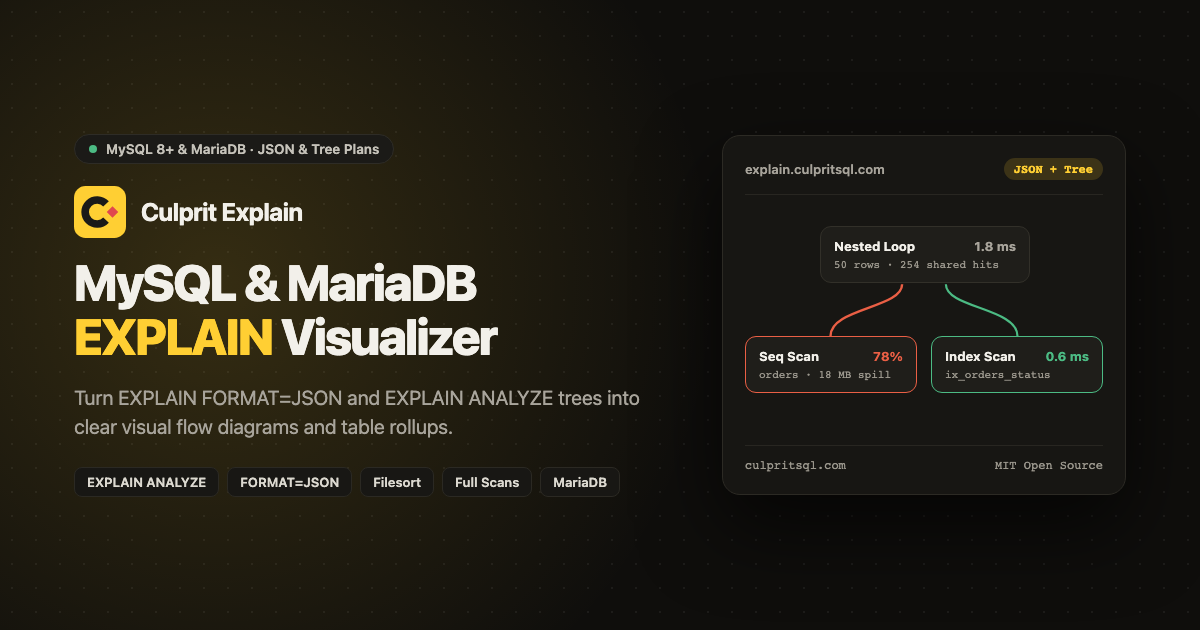 MySQL 8+ & MariaDB · JSON & Tree Plans
Culprit Explain
MySQL & MariaDB
EXPLAIN Visualizer
Turn EXPLAIN FORMAT=JSON and EXPLAIN ANALYZE trees into
clear visual flow diagrams and table rollups.
EXPLAIN ANALYZE
FORMAT=JSON
Filesort
Full Scans
MariaDB
explain.culpritsql.com
JSON + Tree
Nested Loop 1.8 ms
50 rows · 254 shared hits
Seq Scan 78%
orders · 18 MB spill
Index Scan 0.6 ms
ix_orders_status
culpritsql.com
MIT Open Source